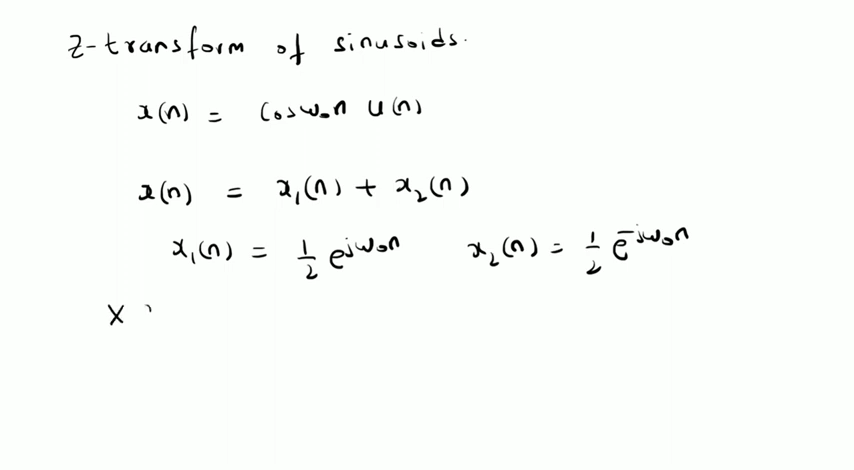 Z-transform of sinusoids.
x(n) = Cosω₀n u(n)
x(n) = x₁(n) + x₂(n)
x₁(n) = 1/2 e^{jω₀n} x₂(n) = 1/2 e^{-jω₀n}
X